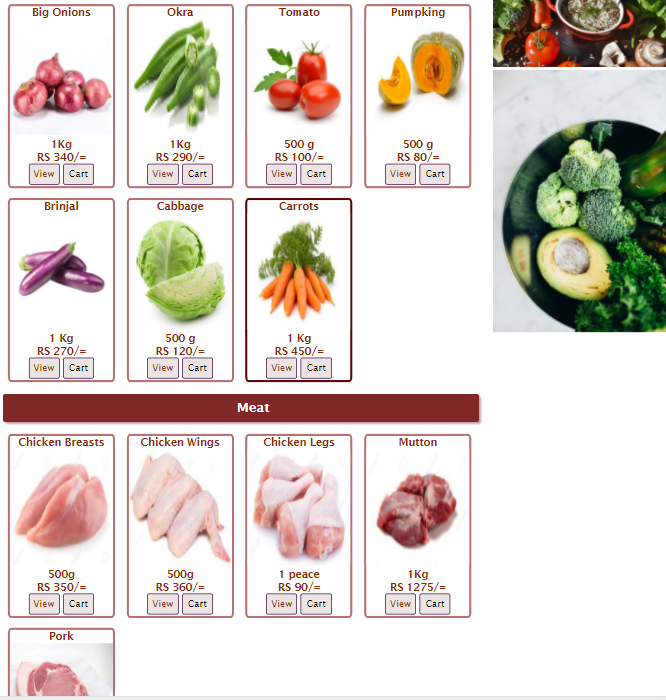 Big Onions
1Kg
RS 340/=
View Cart
Okra
1Kg
RS 290/=
View Cart
Tomato
500 g
RS 100/=
View Cart
Pumpking
500 g
RS 80/=
View Cart
Brinjal
1 Kg
RS 270/=
View Cart
Cabbage
500 g
RS 120/=
View Cart
Carrots
1 Kg
RS 450/=
View Cart
Meat
Chicken Breasts
500g
RS 350/=
View Cart
Chicken Wings
500g
RS 360/=
View Cart
Chicken Legs
1 peace
RS 90/=
View Cart
Mutton
1Kg
RS 1275/=
View Cart
Pork